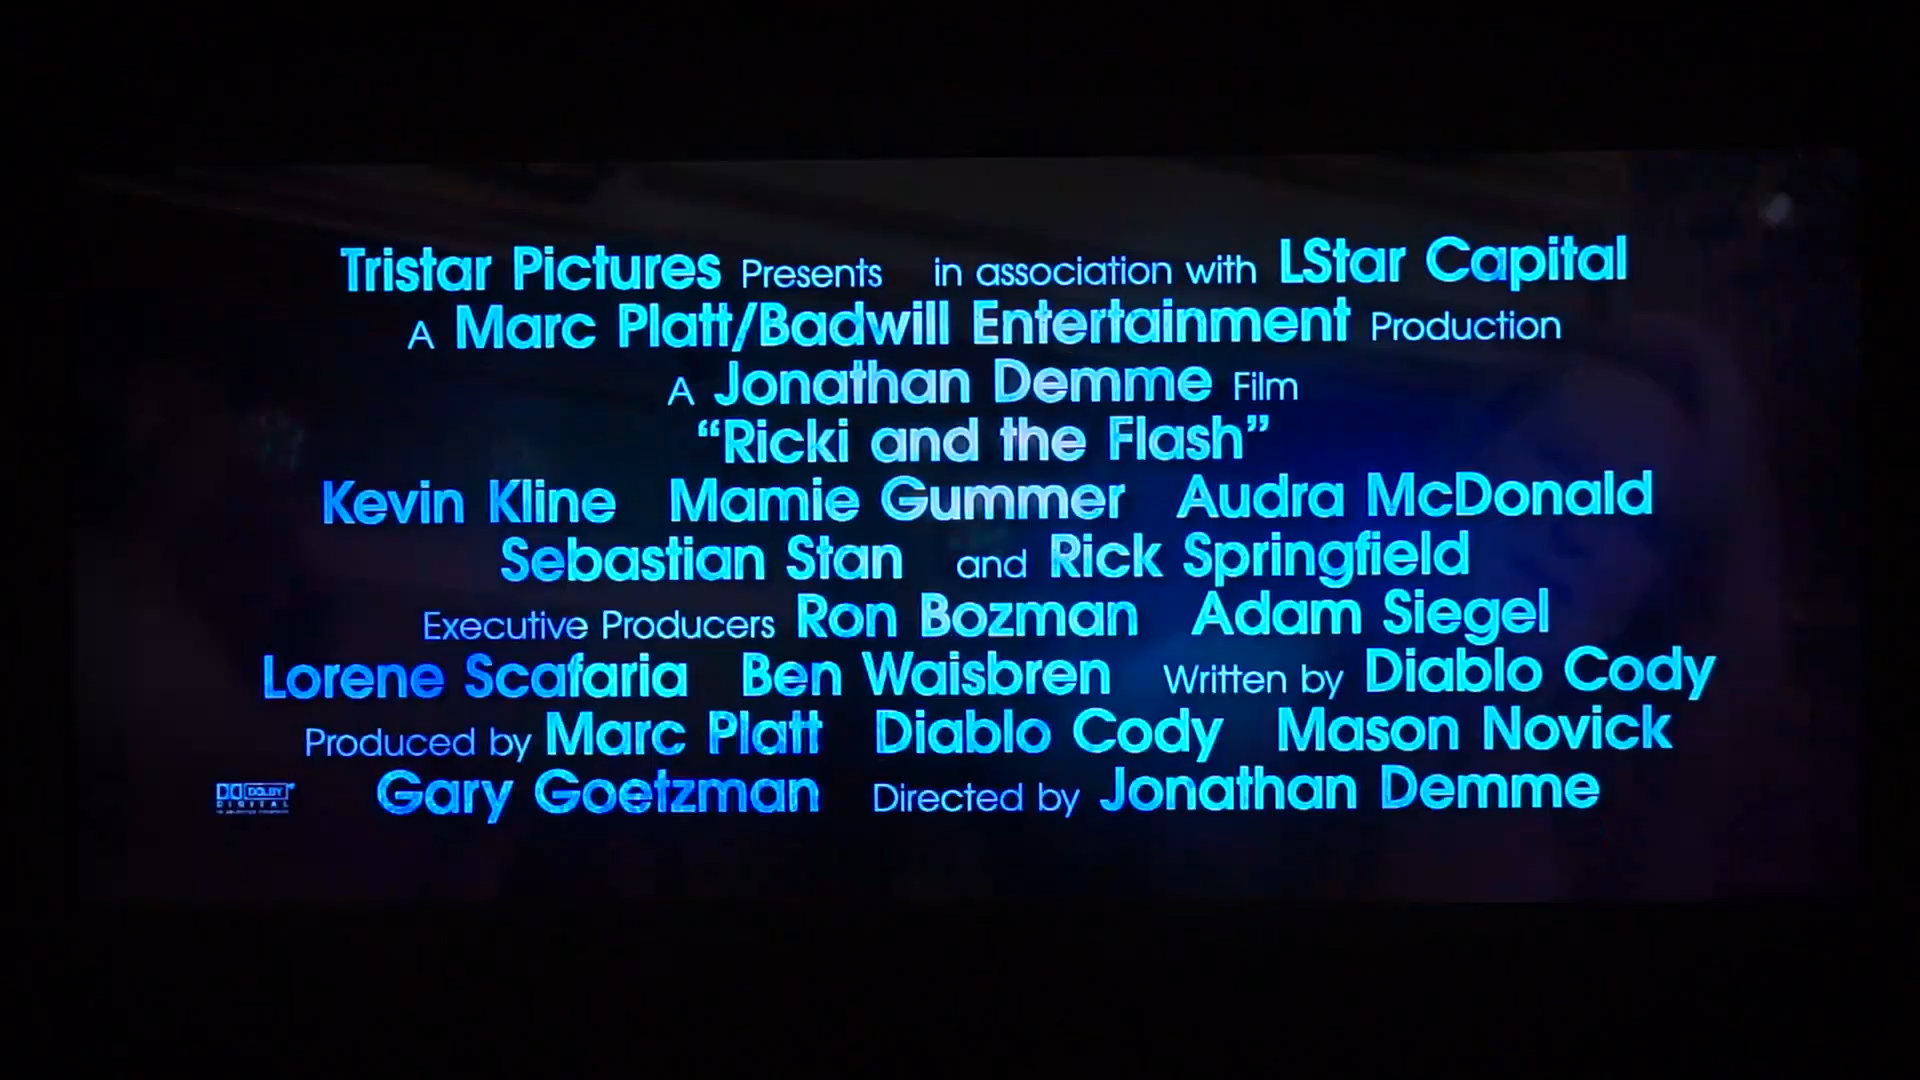 Tristar Pictures Presents in association with LStar Capital
A Marc Platt/Badwill Entertainment Production
A Jonathan Demme Film
“Ricki and the Flash”
Kevin Kline Mamie Gummer Audra McDonald
Sebastian Stan and Rick Springfield
Executive Producers Ron Bozman Adam Siegel
Lorene Scafaria Ben Waisbren Written by Diablo Cody
Produced by Marc Platt Diablo Cody Mason Novick
Gary Goetzman Directed by Jonathan Demme
DOLBY
DIGITAL